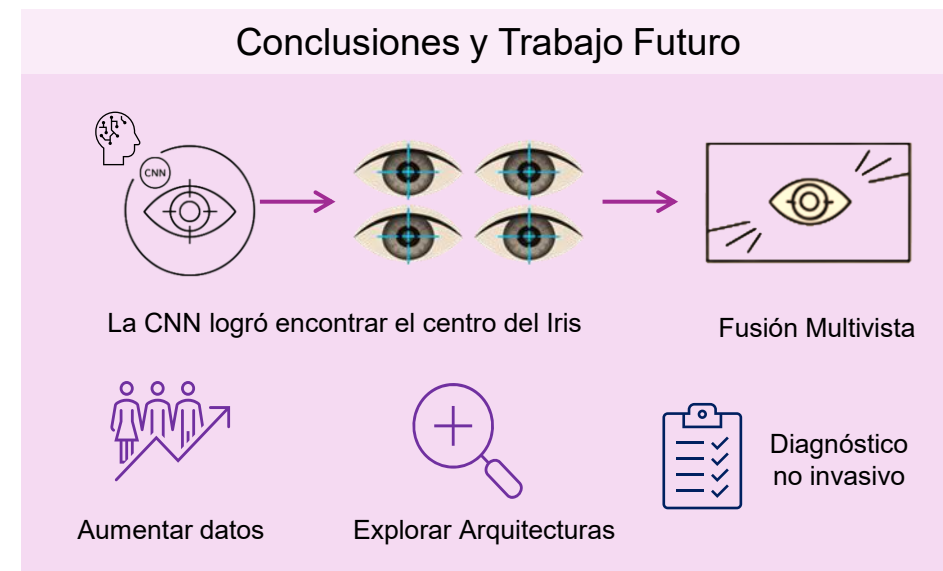 Conclusiones y Trabajo Futuro
CNN
La CNN logró encontrar el centro del Iris
Fusión Multivista
Aumentar datos
Explorar Arquitecturas
Diagnóstico
no invasivo